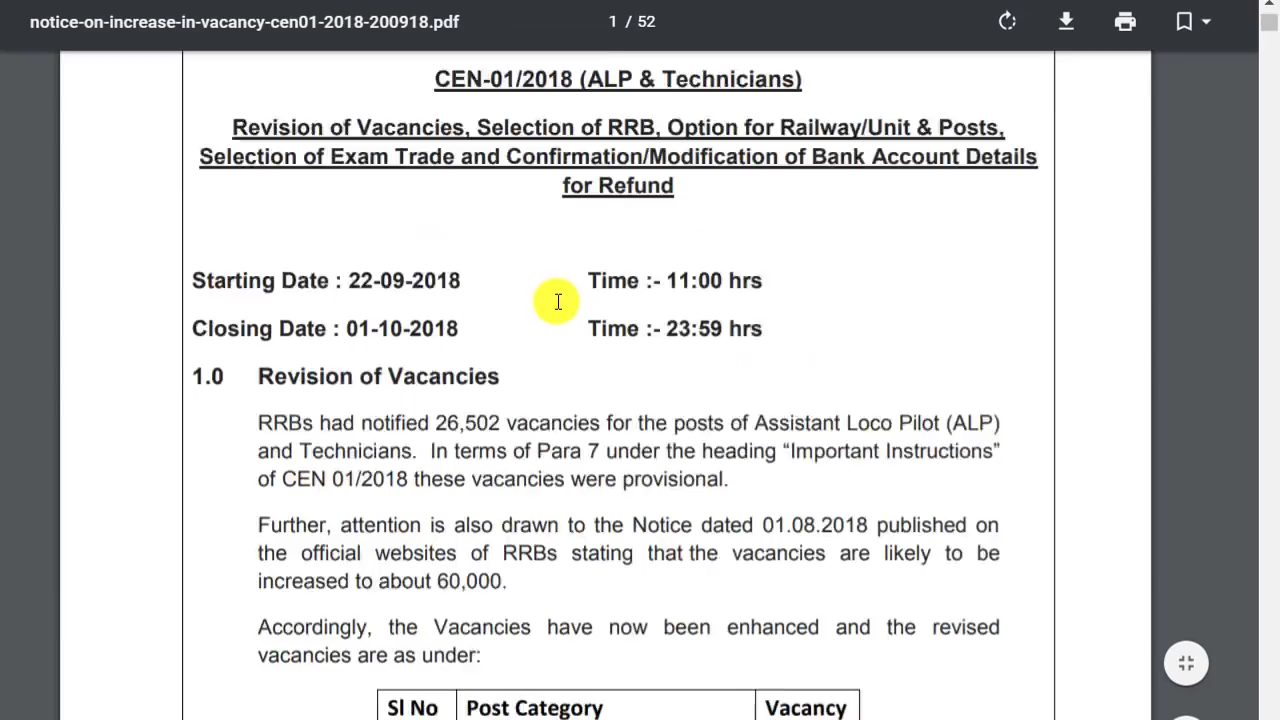 notice-on-increase-in-vacancy-cen01-2018-200918.pdf
1 / 52
CEN-01/2018 (ALP & Technicians)
Revision of Vacancies, Selection of RRB, Option for Railway/Unit & Posts,
Selection of Exam Trade and Confirmation/Modification of Bank Account Details
for Refund
Starting Date : 22-09-2018 Time :- 11:00 hrs
Closing Date : 01-10-2018 Time :- 23:59 hrs
1.0 Revision of Vacancies
RRBs had notified 26,502 vacancies for the posts of Assistant Loco Pilot (ALP)
and Technicians. In terms of Para 7 under the heading “Important Instructions”
of CEN 01/2018 these vacancies were provisional.
Further, attention is also drawn to the Notice dated 01.08.2018 published on
the official websites of RRBs stating that the vacancies are likely to be
increased to about 60,000.
Accordingly, the Vacancies have now been enhanced and the revised
vacancies are as under:
Sl No Post Category Vacancy